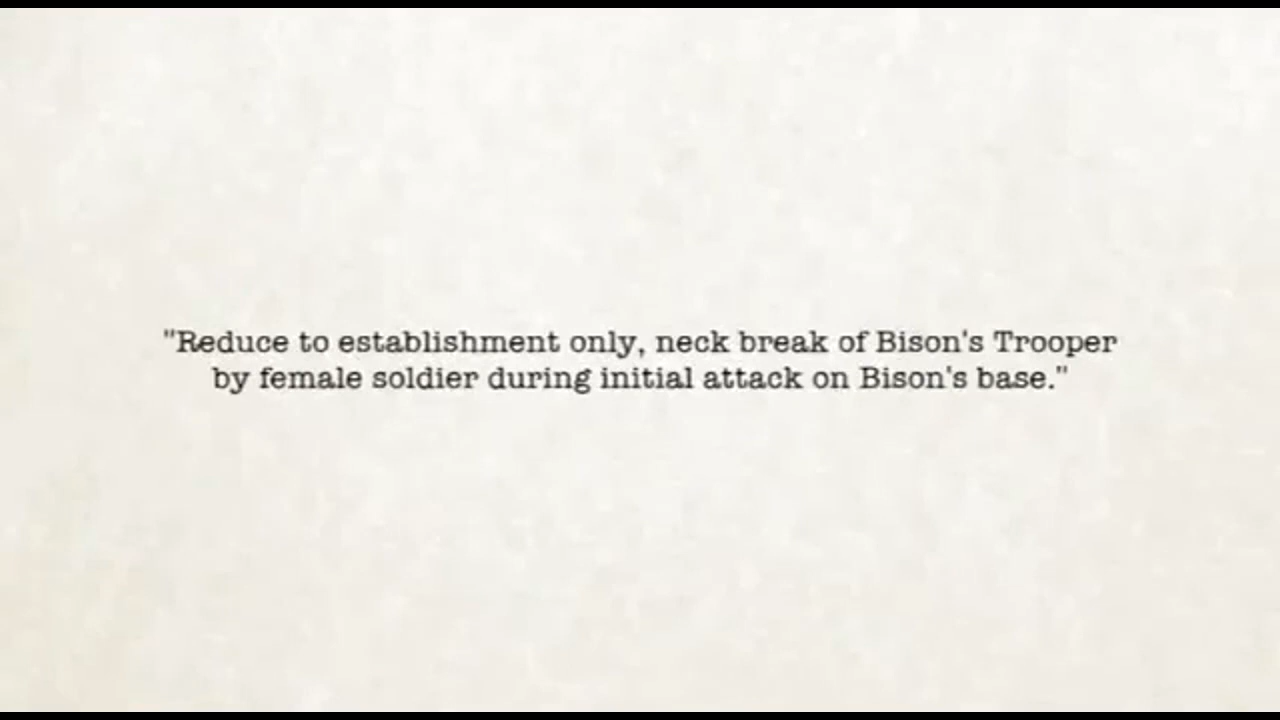 "Reduce to establishment only, neck break of Bison's Trooper
by female soldier during initial attack on Bison's base."